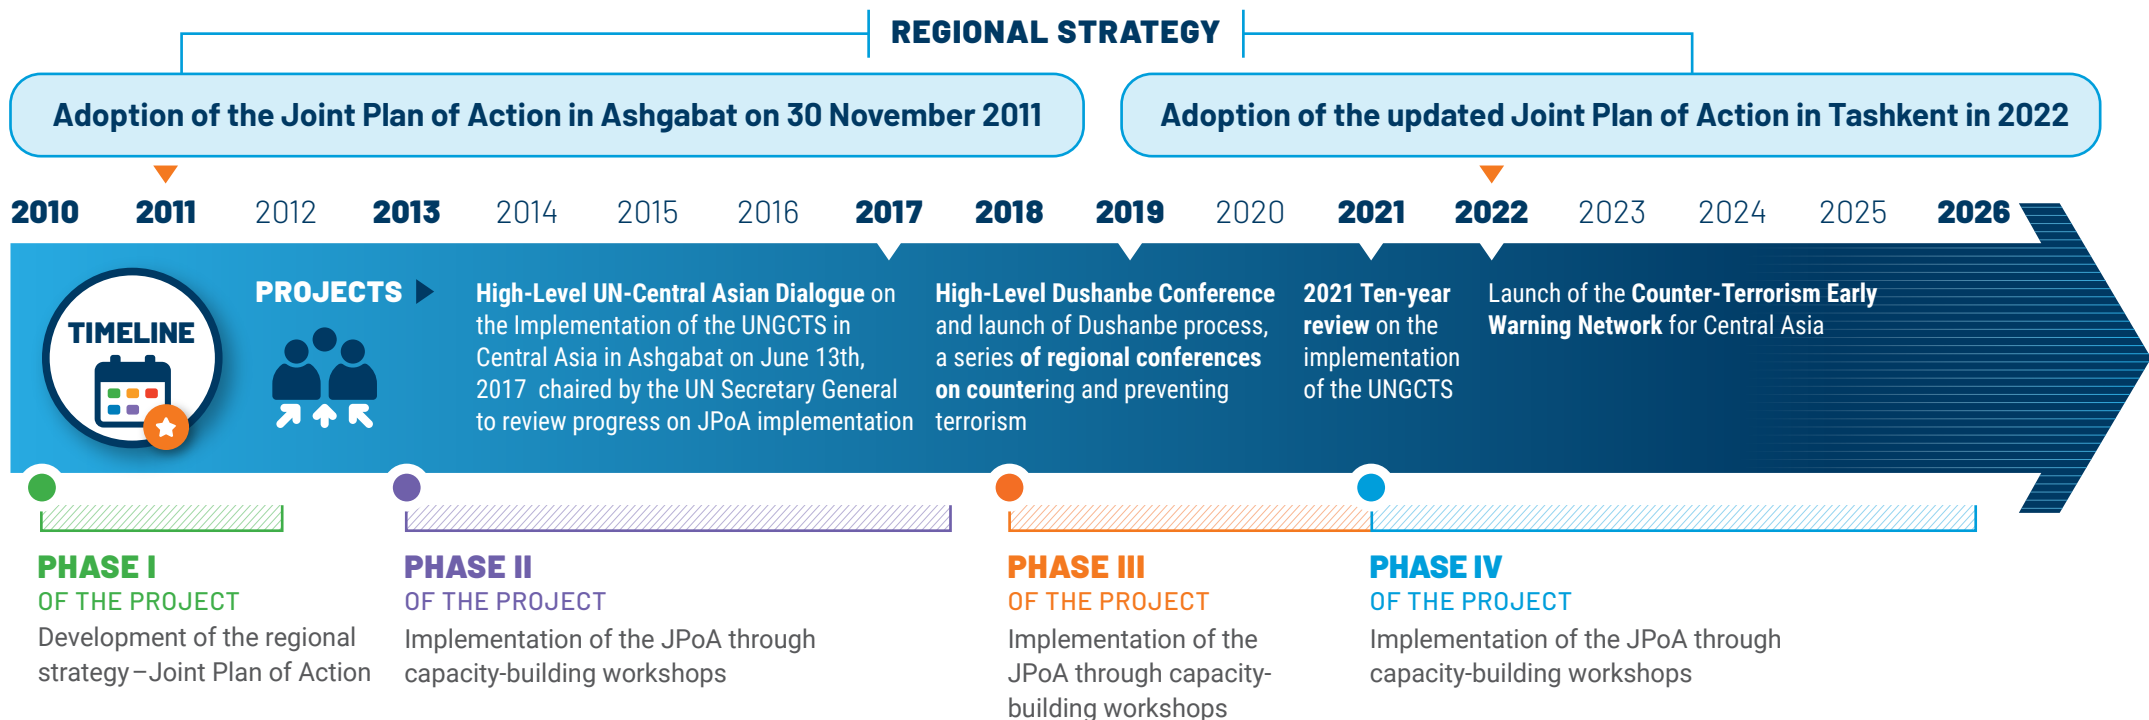 REGIONAL STRATEGY
Adoption of the Joint Plan of Action in Ashgabat on 30 November 2011
Adoption of the updated Joint Plan of Action in Tashkent in 2022
2010 2011 2012 2013 2014 2015 2016 2017 2018 2019 2020 2021 2022 2023 2024 2025 2026
TIMELINE
PROJECTS
High-Level UN-Central Asian Dialogue on
the Implementation of the UNGCTS in
Central Asia in Ashgabat on June 13th,
2017 chaired by the UN Secretary General
to review progress on JPoA implementation
High-Level Dushanbe Conference
and launch of Dushanbe process,
a series of regional conferences
on countering and preventing
terrorism
2021 Ten-year
review on the
implementation
of the UNGCTS
Launch of the Counter-Terrorism Early
Warning Network for Central Asia
PHASE I
OF THE PROJECT
Development of the regional
strategy–Joint Plan of Action
PHASE II
OF THE PROJECT
Implementation of the JPoA through
capacity-building workshops
PHASE III
OF THE PROJECT
Implementation of the
JPoA through capacity-
building workshops
PHASE IV
OF THE PROJECT
Implementation of the JPoA through
capacity-building workshops